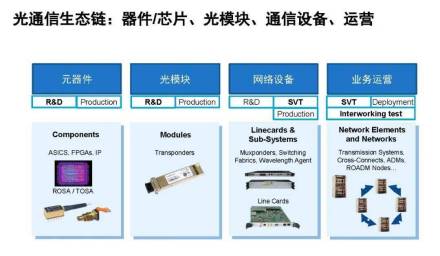 光通信生态链：器件/芯片、光模块、通信设备、运营
元器件
R&D Production
Components
ASICS, FPGAs, IP
ROSA / TOSA
光模块
R&D Production
Modules
Transponders
网络设备
R&D SVT
Production
Linecards &
Sub-Systems
Muxponders, Switching
Fabrics, Wavelength Agent
Line Cards
业务运营
SVT Deployment
Interworking test
Network Elements
and Networks
Transmission Systems,
Cross-Connects, ADMs,
ROADM Nodes...